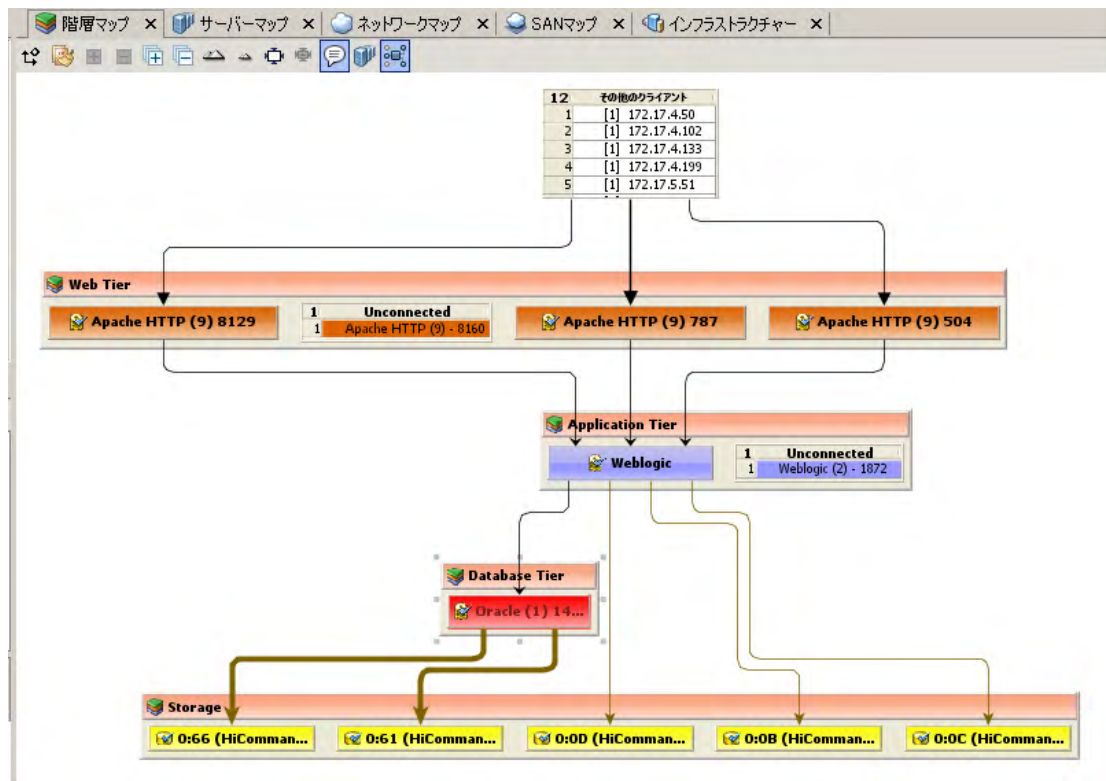 階層マップ サーバーマップ ネットワークマップ SANマップ インフラストラクチャー
12 その他のクライアント
1 [1] 172.17.4.50
2 [1] 172.17.4.102
3 [1] 172.17.4.133
4 [1] 172.17.4.199
5 [1] 172.17.5.51
Web Tier
Apache HTTP (9) 8129
1 Unconnected
1 Apache HTTP (9) - 8160
Apache HTTP (9) 787
Apache HTTP (9) 504
Application Tier
Weblogic
1 Unconnected
1 Weblogic (2) - 1872
Database Tier
Oracle (1) 14...
Storage
0:66 (HiComman... 0:61 (HiComman... 0:0D (HiComman... 0:0B (HiComman... 0:0C (HiComman...